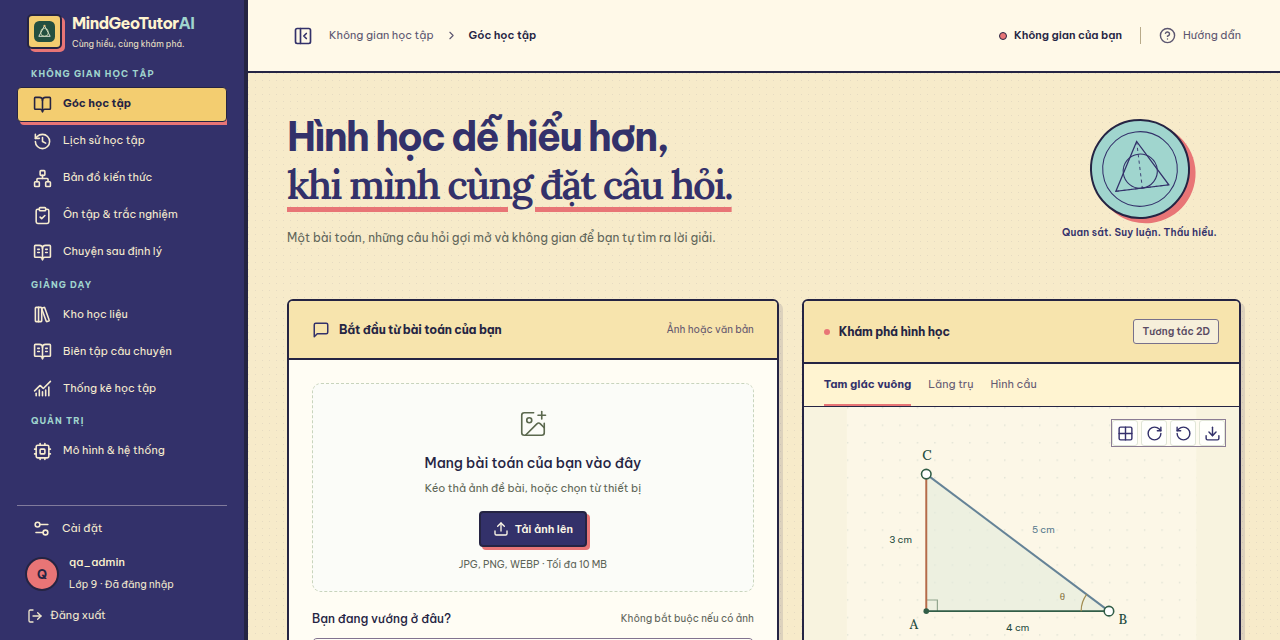 MindGeoTutorAI
Cùng hiểu, cùng khám phá.
KHÔNG GIAN HỌC TẬP
Góc học tập
Lịch sử học tập
Bản đồ kiến thức
Ôn tập & trắc nghiệm
Chuyện sau định lý
GIẢNG DẠY
Kho học liệu
Biên tập câu chuyện
Thống kê học tập
QUẢN TRỊ
Mô hình & hệ thống
Cài đặt
Q
qa_admin
Lớp 9 · Đã đăng nhập
Đăng xuất
Không gian học tập > Góc học tập
Không gian của bạn
Hướng dẫn
Hình học dễ hiểu hơn,
khi mình cùng đặt câu hỏi.
Một bài toán, những câu hỏi gợi mở và không gian để bạn tự tìm ra lời giải.
Quan sát. Suy luận. Thấu hiểu.
Bắt đầu từ bài toán của bạn
Ảnh hoặc văn bản
Mang bài toán của bạn vào đây
Kéo thả ảnh đề bài, hoặc chọn từ thiết bị
Tải ảnh lên
JPG, PNG, WEBP · Tối đa 10 MB
Bạn đang vướng ở đâu?
Không bắt buộc nếu có ảnh
Khám phá hình học
Tương tác 2D
Tam giác vuông
Lăng trụ
Hình cầu
C
3 cm
5 cm
θ
A
4 cm
B